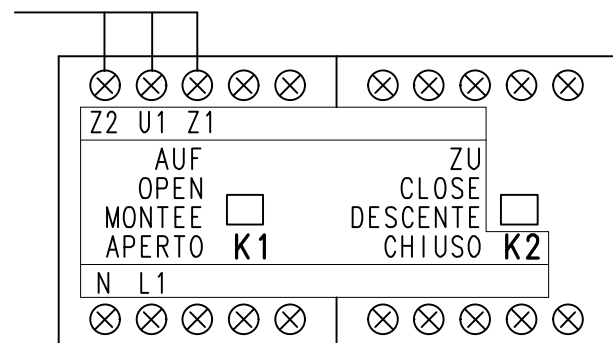 Z2 U1 Z1
AUF ZU
OPEN CLOSE
MONTEE DESCENTE
APERTO K1 CHIUSO K2
N L1